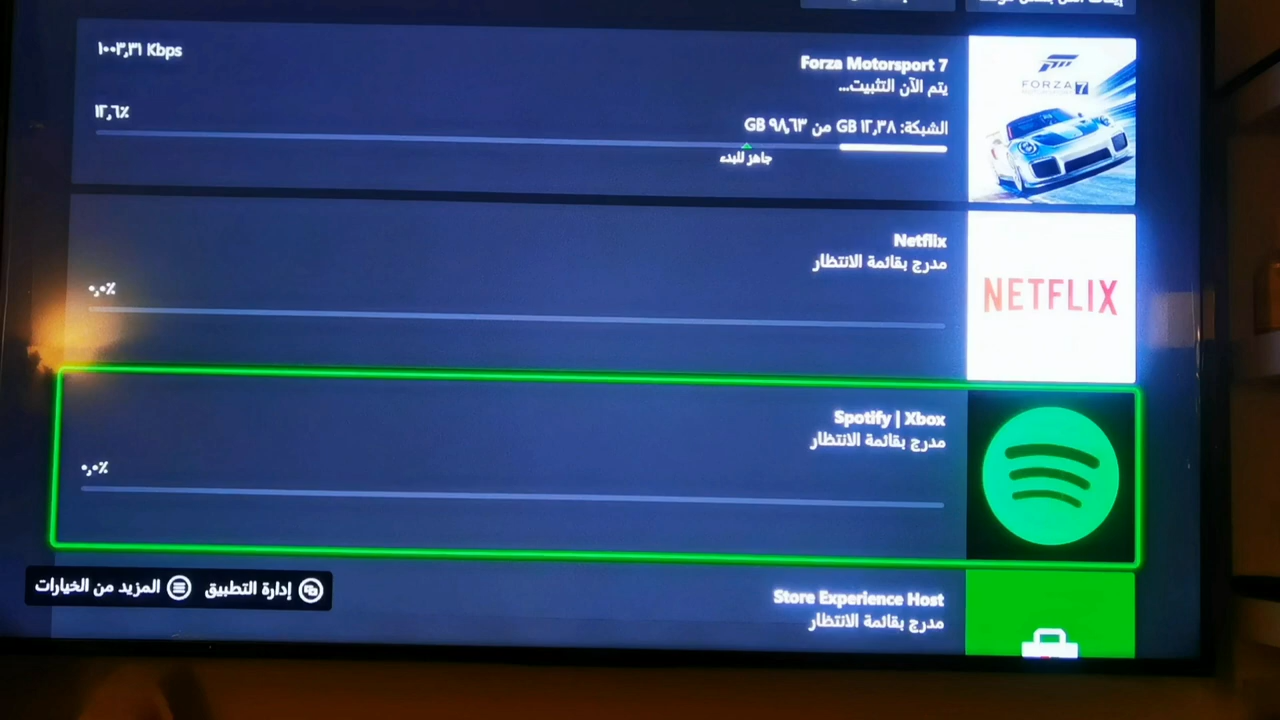 Forza Motorsport 7
يتم الآن التثبيت...
١٠٠٣٫٣١ Kbps
١٢٫٦٪
الشبكة: ١٢٫٣٨ GB من ٩٨٫٦٣ GB
جاهز للبدء
FORZA 7
Netflix
مدرج بقائمة الانتظار
٠٫٠٪
NETFLIX
Spotify | Xbox
مدرج بقائمة الانتظار
٠٫٠٪
Store Experience Host
مدرج بقائمة الانتظار
إدارة التطبيق
المزيد من الخيارات